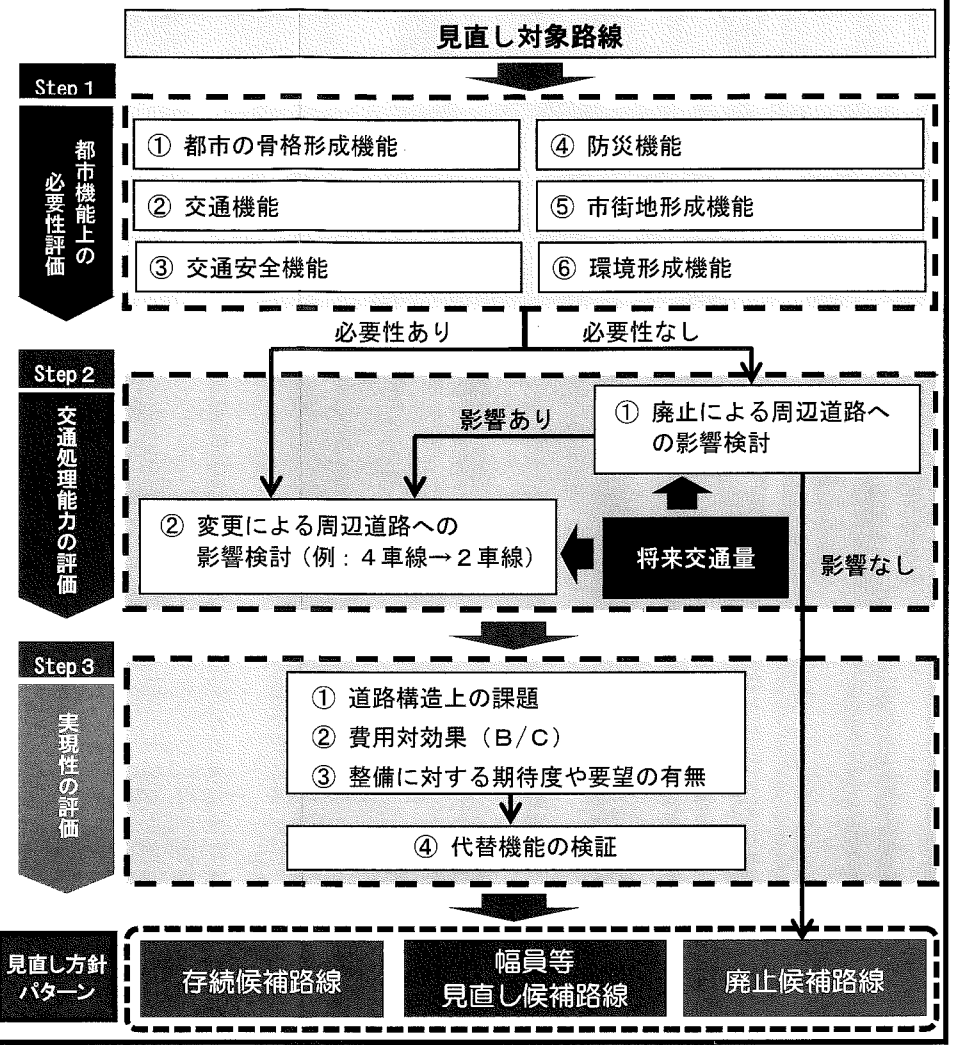 見直し対象路線
Step 1
都市機能上の
必要性評価
① 都市の骨格形成機能
② 交通機能
③ 交通安全機能
④ 防災機能
⑤ 市街地形成機能
⑥ 環境形成機能
必要性あり
必要性なし
Step 2
交通処理能力の評価
① 廃止による周辺道路へ
の影響検討
影響あり
② 変更による周辺道路への
影響検討（例：４車線→２車線）
将来交通量
影響なし
Step 3
実現性の評価
① 道路構造上の課題
② 費用対効果（Ｂ/Ｃ）
③ 整備に対する期待度や要望の有無
④ 代替機能の検証
見直し方針
パターン
存続候補路線
幅員等
見直し候補路線
廃止候補路線